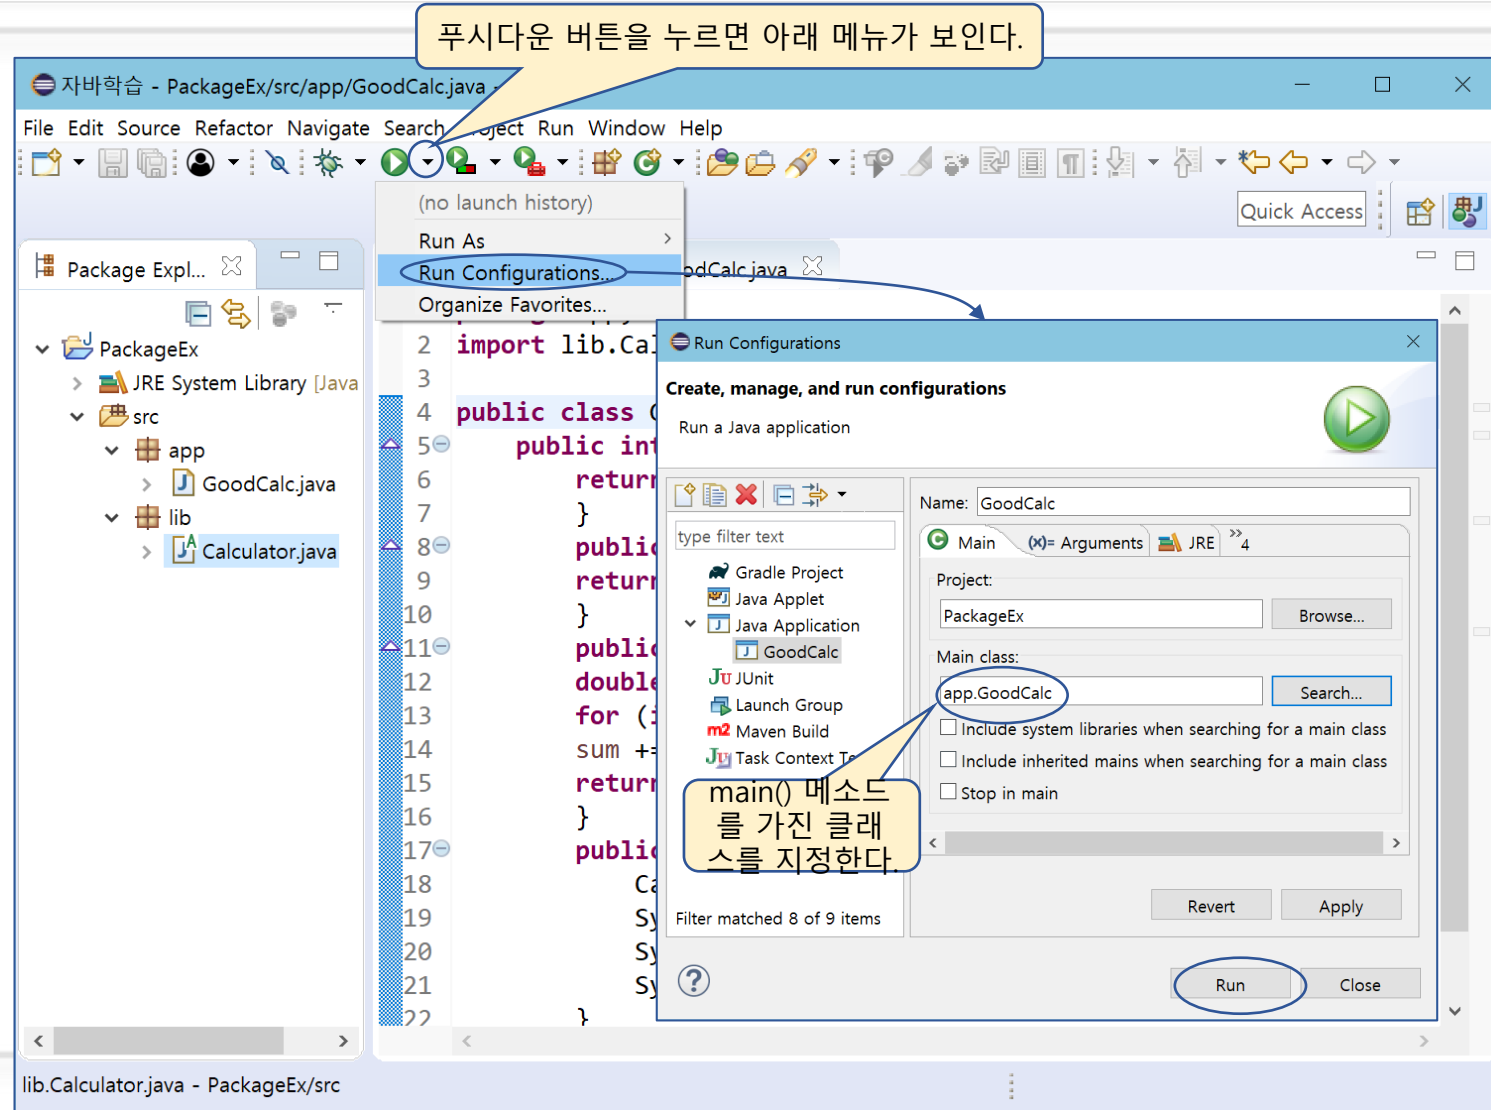 푸시다운 버튼을 누르면 아래 메뉴가 보인다.
자바학습 - PackageEx/src/app/GoodCalc.java -
File Edit Source Refactor Navigate Search Project Run Window Help
(no launch history)
Quick Access
Run As
Run Configurations...
Organize Favorites...
Package Expl...
odCalc.java
PackageEx
JRE System Library [Java
src
app
GoodCalc.java
lib
Calculator.java
2 import lib.Cal
3
4 public class
5 public int
6 return
7 }
8 public
9 return
10 }
11 public
12 double
13 for (i
14 sum +=
15 return
16 }
17 public
18 Ca
19 Sy
20 Sy
21 Sy
22 }
Run Configurations
Create, manage, and run configurations
Run a Java application
type filter text
Gradle Project
Java Applet
Java Application
GoodCalc
JUnit
Launch Group
Maven Build
Task Context Te
Filter matched 8 of 9 items
Name: GoodCalc
Main (x)= Arguments JRE »4
Project:
PackageEx Browse...
Main class:
app.GoodCalc Search...
Include system libraries when searching for a main class
Include inherited mains when searching for a main class
Stop in main
main() 메소드
를 가진 클래
스를 지정한다.
Revert Apply
Run Close
lib.Calculator.java - PackageEx/src